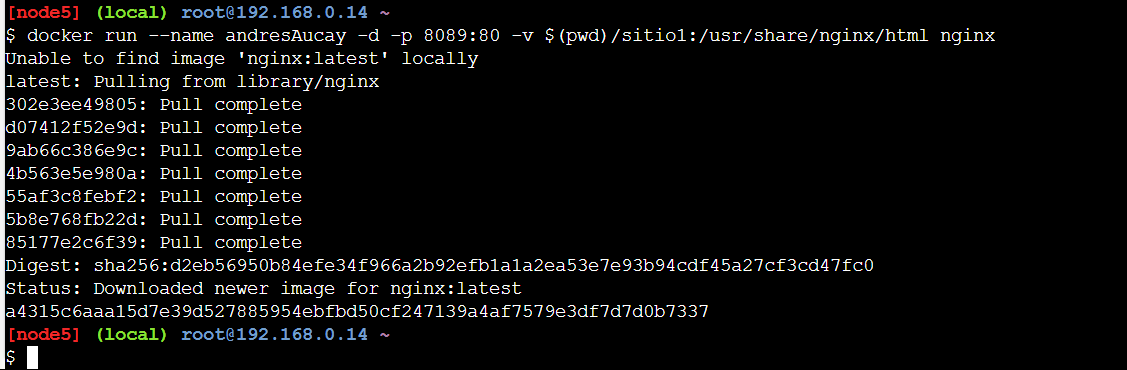 [node5] (local) root@192.168.0.14 ~
$ docker run --name andresAucay -d -p 8089:80 -v $(pwd)/sitio1:/usr/share/nginx/html nginx
Unable to find image 'nginx:latest' locally
latest: Pulling from library/nginx
302e3ee49805: Pull complete
d07412f52e9d: Pull complete
9ab66c386e9c: Pull complete
4b563e5e980a: Pull complete
55af3c8febf2: Pull complete
5b8e768fb22d: Pull complete
85177e2c6f39: Pull complete
Digest: sha256:d2eb56950b84efe34f966a2b92efb1a1a2ea53e7e93b94cdf45a27cf3cd47fc0
Status: Downloaded newer image for nginx:latest
a4315c6aaa15d7e39d527885954ebfbd50cf247139a4af7579e3df7d7d0b7337
[node5] (local) root@192.168.0.14 ~
$